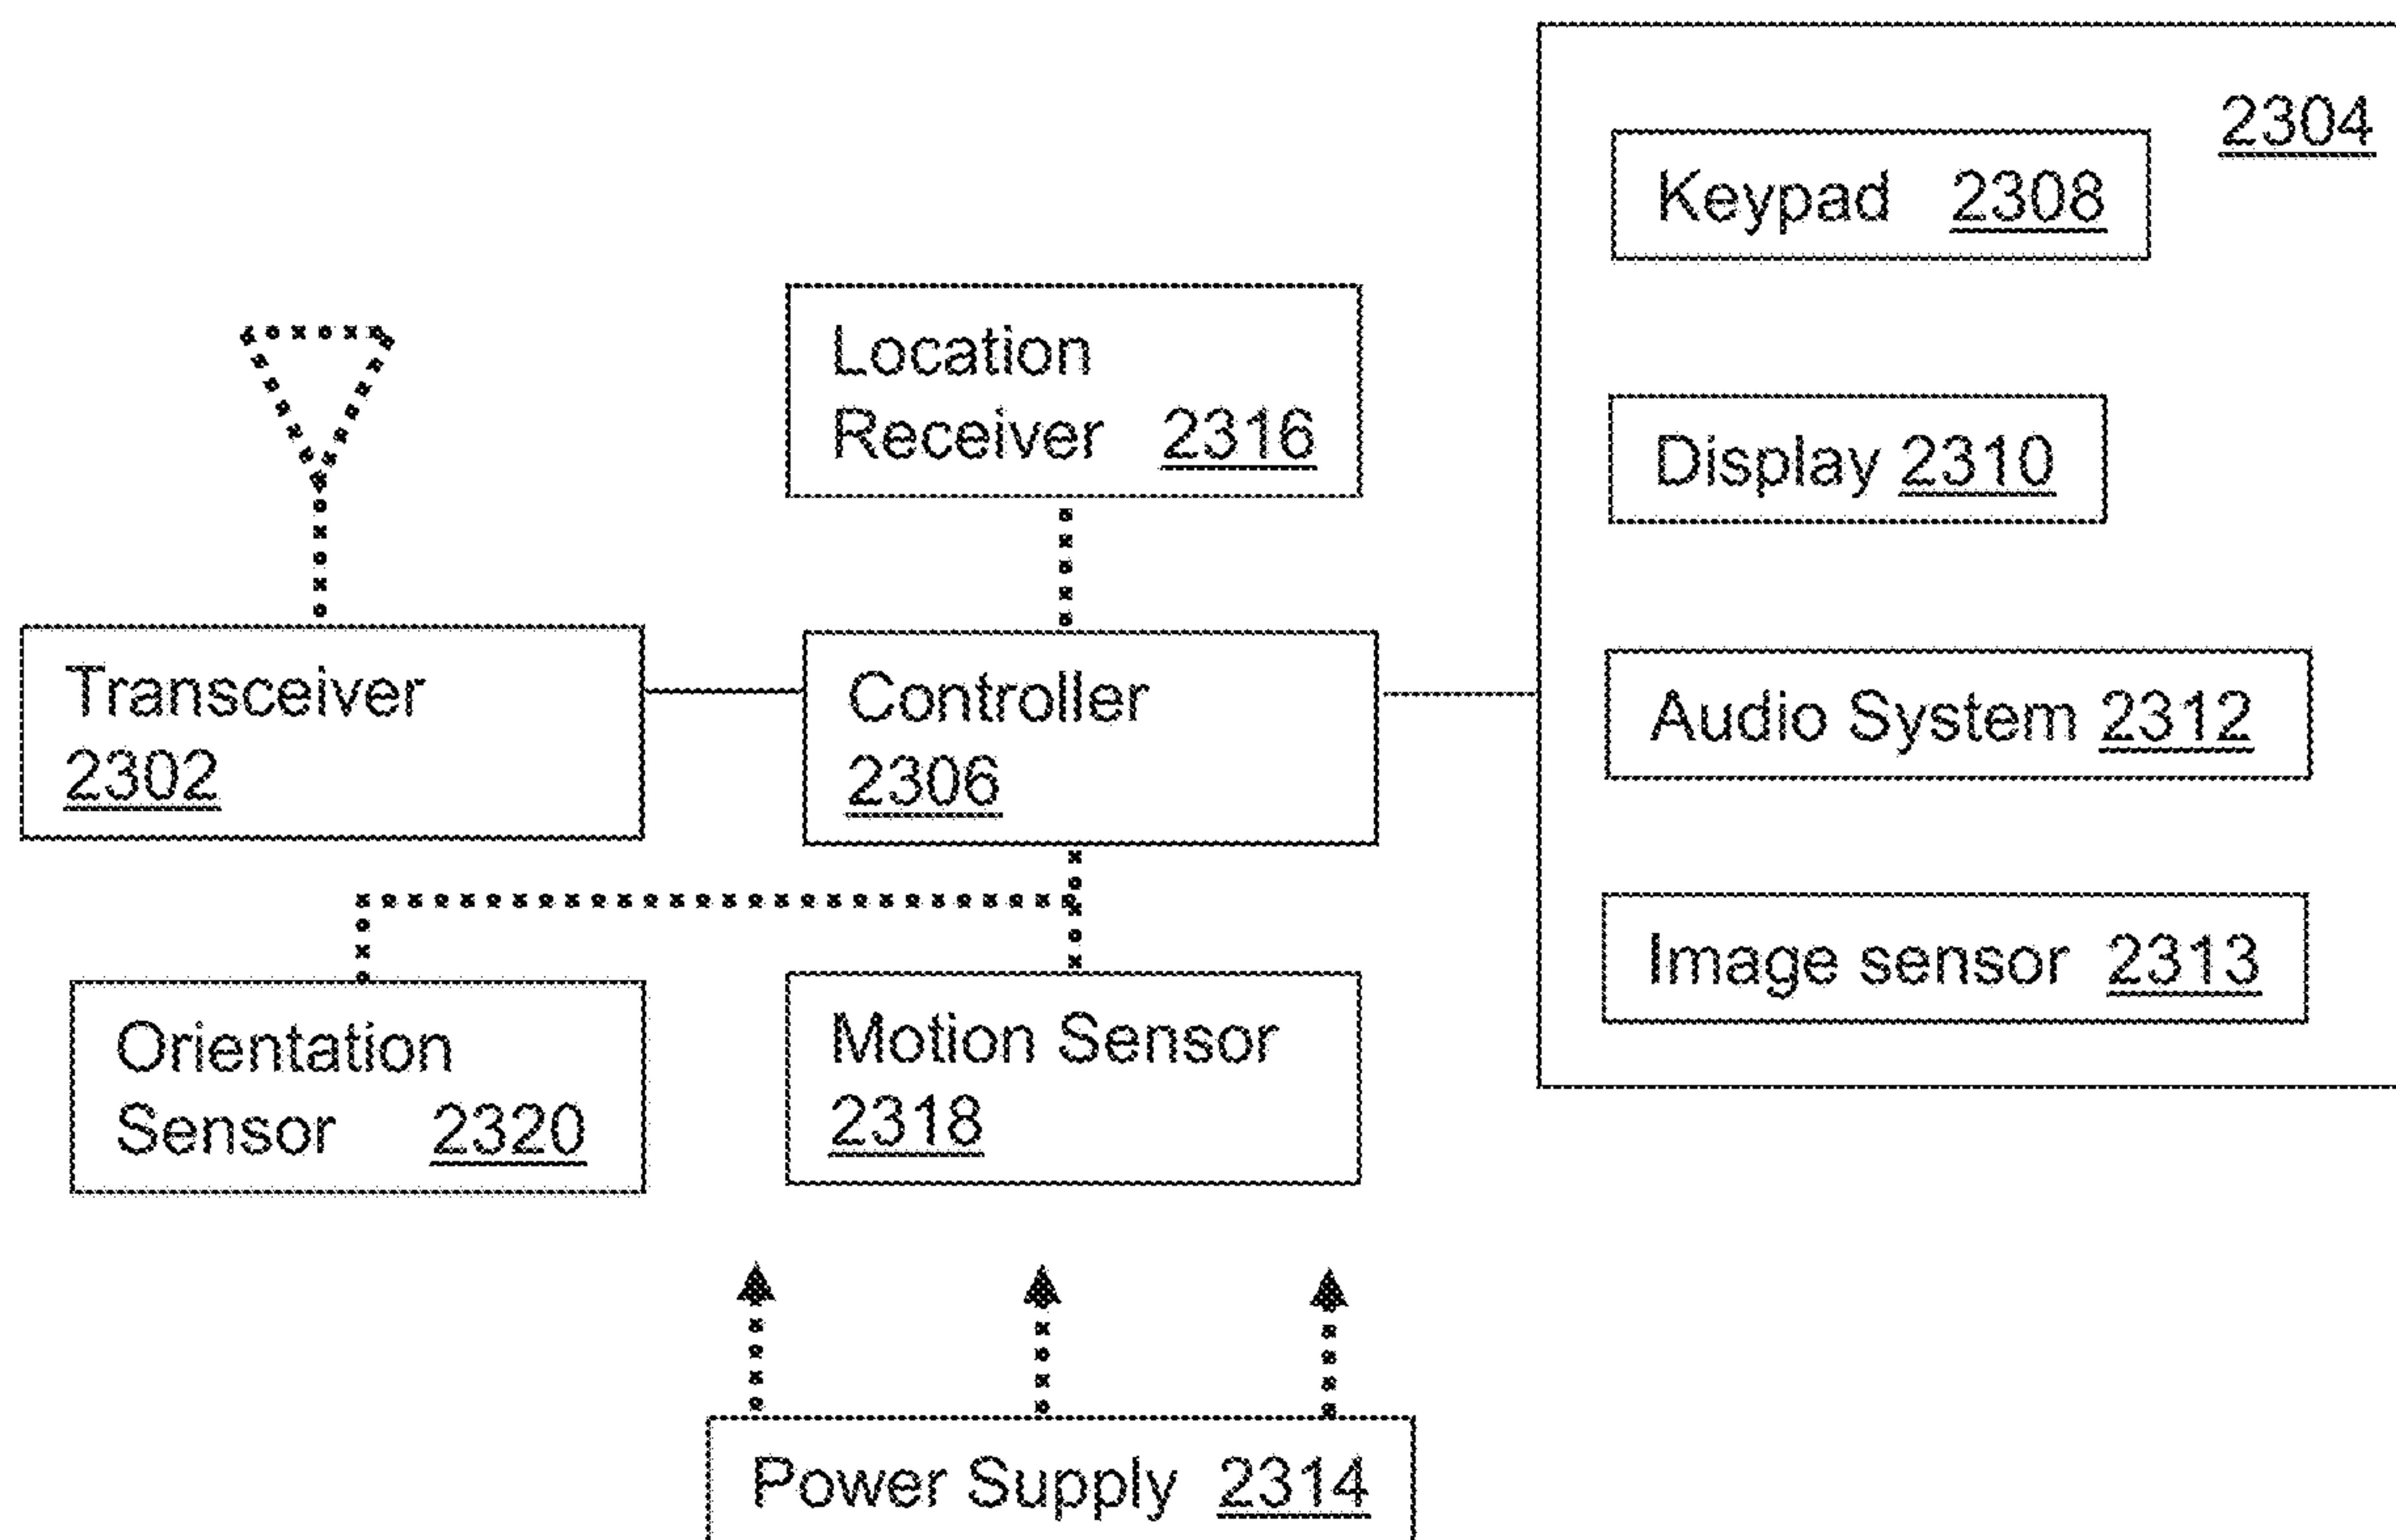 2304
Keypad 2308
Location
Receiver 2316
Display 2310
Transceiver
2302
Controller
2306
Audio System 2312
Image sensor 2313
Orientation
Sensor 2320
Motion Sensor
2318
Power Supply 2314